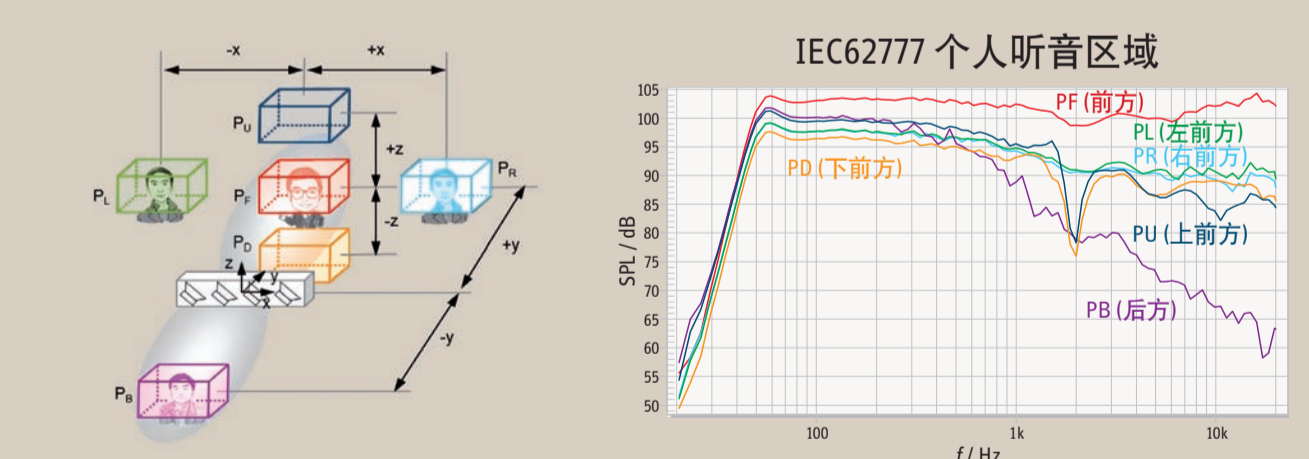 -x
+x
PU
+z
PL
PF
PR
-z
PD
+y
z
y
x
-y
PB
IEC62777 个人听音区域
SPL / dB
105
100
95
90
85
80
75
70
65
60
55
50
PF (前方)
PL (左前方)
PR (右前方)
PD (下前方)
PU (上前方)
PB (后方)
100
1k
10k
f / Hz